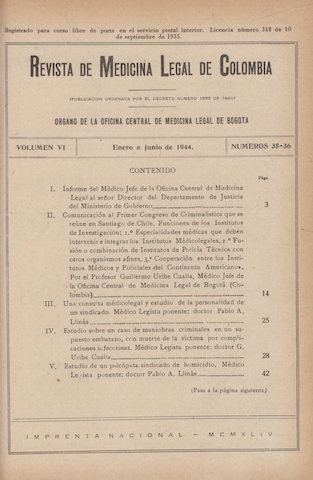 Registrado para curso libre de porte en el servicio postal interior. Licencia número 318 de 10
de septiembre de 1935.
REVISTA DE MEDICINA LEGAL DE COLOMBIA
(PUBLICACION ORDENADA POR EL DECRETO NUMERO 1396 DE 1940)
ORGANO DE LA OFICINA CENTRAL DE MEDICINA LEGAL DE BOGOTA
VOLUMEN VI Enero a junio de 1944. NUMEROS 35-36
CONTENIDO
Págs.
I. Informe del Médico Jefe de la Oficina Central de Medicina
Legal al señor Director del Departamento de Justicia
del Ministerio de Gobierno 3
II. Comunicación al Primer Congreso de Criminalística que se
reúne en Santiago de Chile. Funciones de los Institutos
de Investigación: 1.ª Especialidades médicas que deben
intervenir e integrar los Institutos Médicolegales, 2.ª Fu-
sión o combinación de Institutos de Policía Técnica con
otros organismos afines, 3.ª Cooperación entre los Insti-
tutos Médicos y Policiales del Continente Americano.
Por el Profesor Guillermo Uribe Cualla, Médico Jefe de
la Oficina Central de Medicina Legal de Bogotá (Co-
lombia) 14
III. Una consulta médicolegal y estudio de la personalidad de
un sindicado. Médico Legista ponente: doctor Pablo A.
Llinás 25
IV. Estudio sobre un caso de maniobras criminales en un su-
puesto embarazo, con muerte de la víctima por compli-
caciones infecciosas. Médico Legista ponente: doctor G.
Uribe Cualla 28
V. Estudio de un psicópata sindicado de homicidio. Médico
Legista ponente; doctor Pablo A. Llinás 42
(Pasa a la página siguiente)
IMPRENTA NACIONAL — MCMXLIV